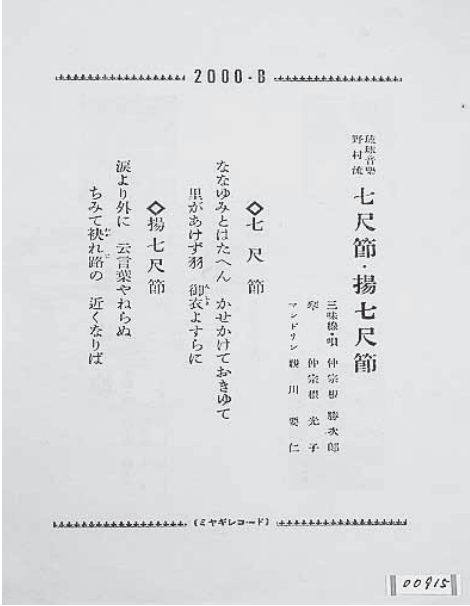 2000-B
琉球音楽
野村流
七尺節・揚七尺節
三味線・唄 仲宗根 勝次郎
琴 仲宗根 光子
マンドリン 親川 要仁
◇七尺節
ななゆみとはたへん かせかけておきゆて
里があけず羽 御衣よすらに
◇揚七尺節
涙より外に 云言葉やねらぬ
ちみて袂れ路の 近くなりば
(ミヤギレコード)
00915